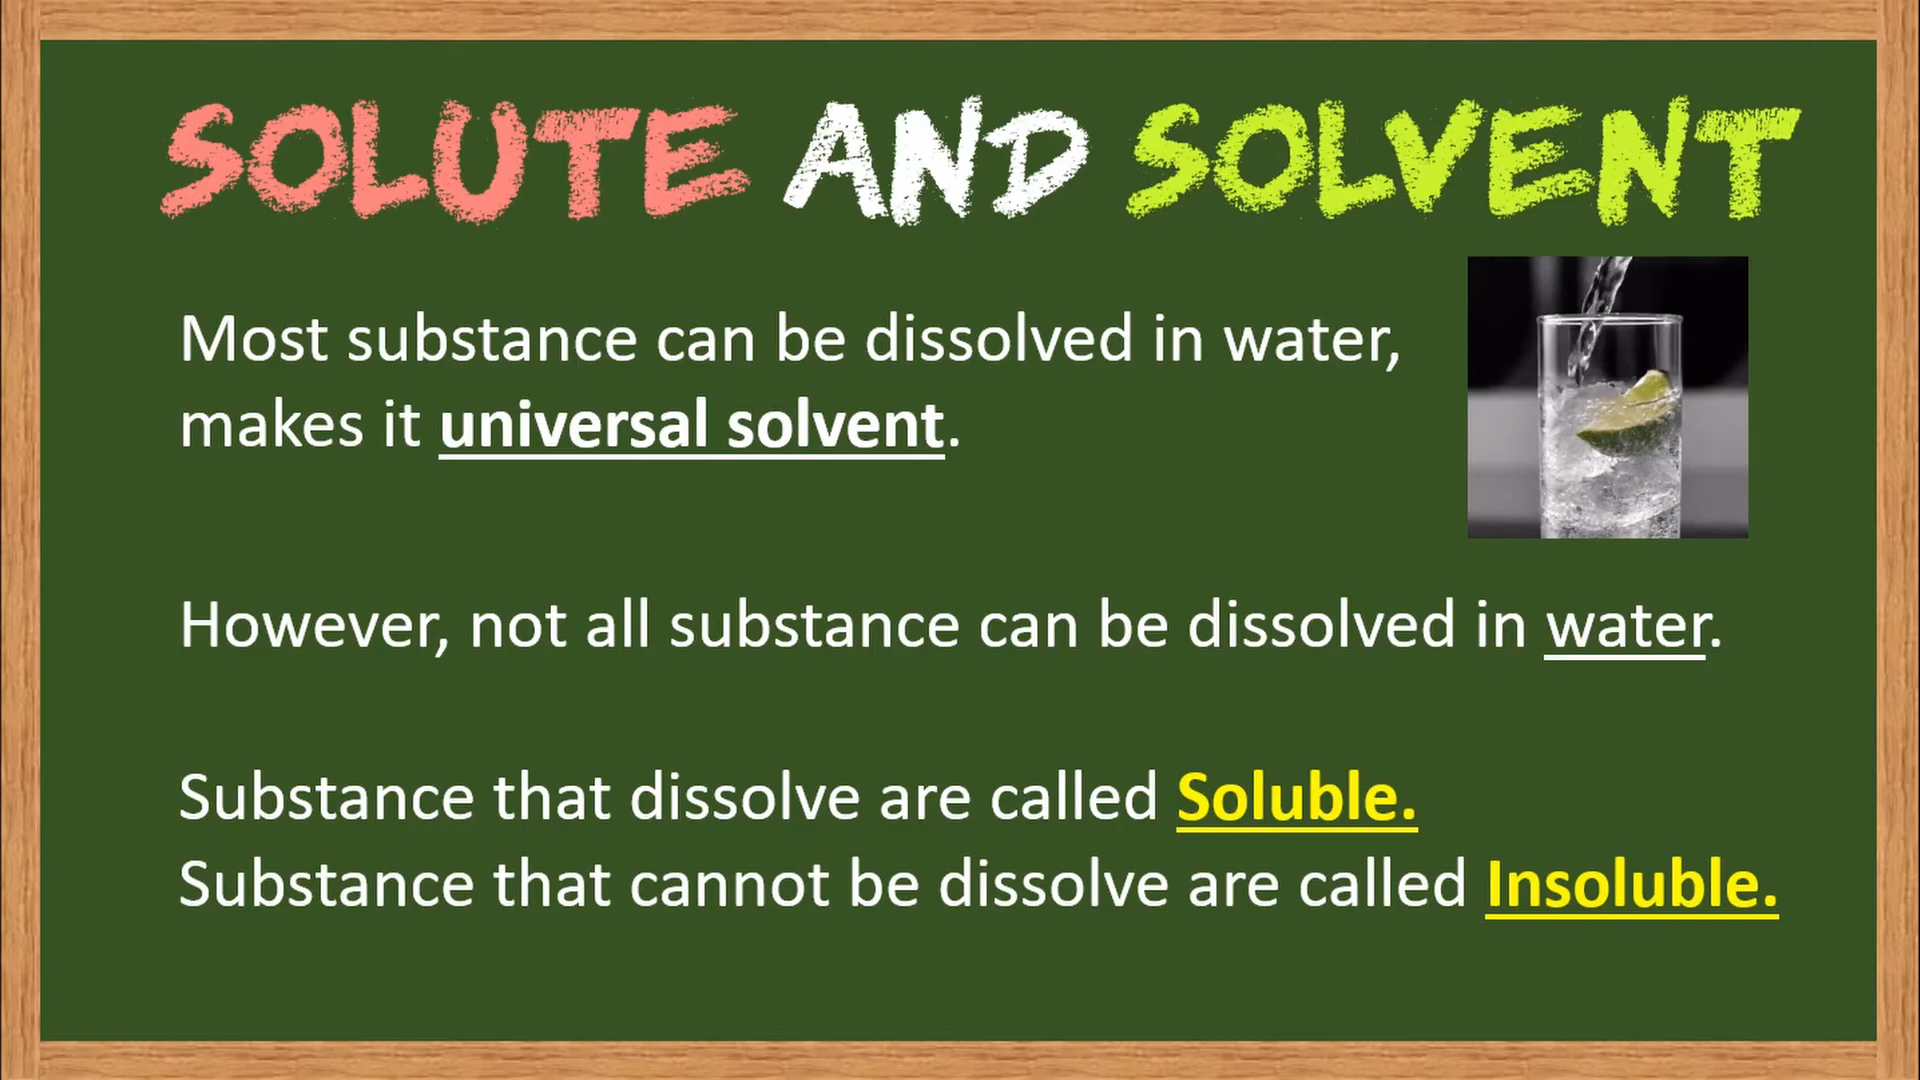 SOLUTE AND SOLVENT
Most substance can be dissolved in water,
makes it universal solvent.
However, not all substance can be dissolved in water.
Substance that dissolve are called Soluble.
Substance that cannot be dissolve are called Insoluble.